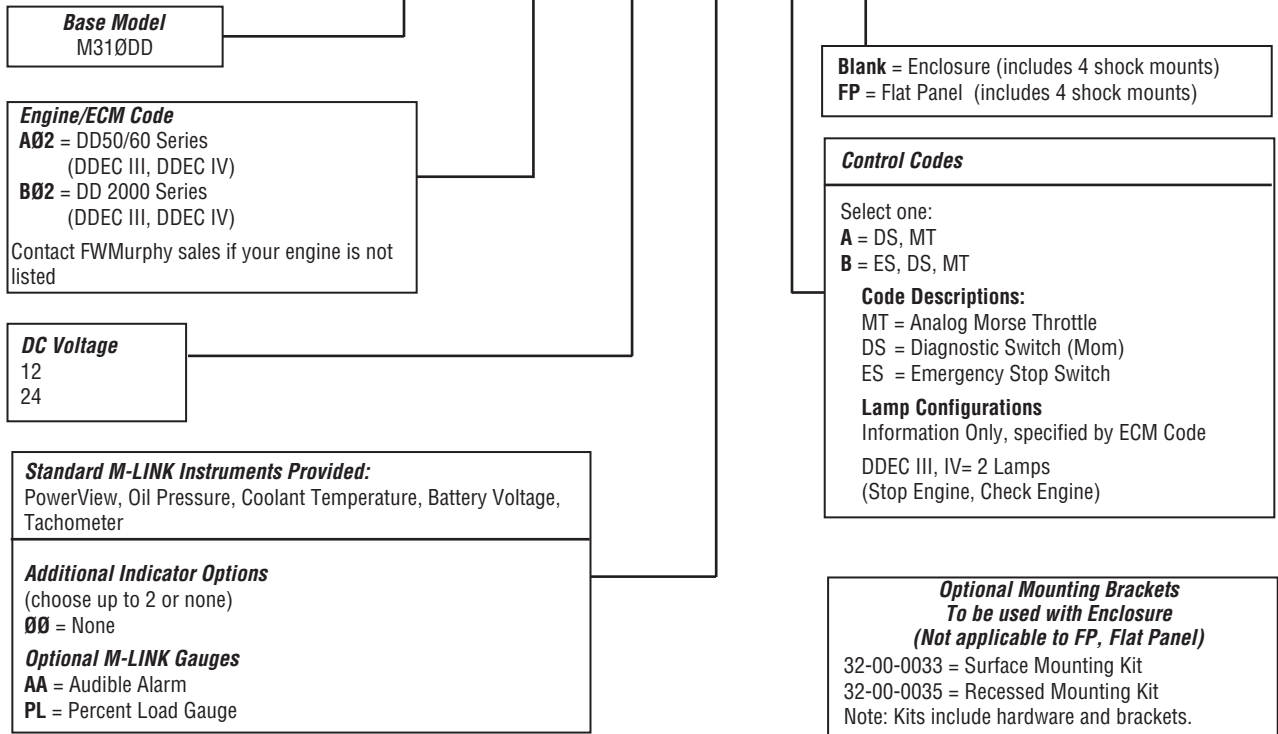 Base Model
M31ØDD
Engine/ECM Code
AØ2 = DD50/60 Series
(DDEC III, DDEC IV)
BØ2 = DD 2000 Series
(DDEC III, DDEC IV)
Contact FWMurphy sales if your engine is not
listed
DC Voltage
12
24
Standard M-LINK Instruments Provided:
PowerView, Oil Pressure, Coolant Temperature, Battery Voltage,
Tachometer
Additional Indicator Options
(choose up to 2 or none)
ØØ = None
Optional M-LINK Gauges
AA = Audible Alarm
PL = Percent Load Gauge
Blank = Enclosure (includes 4 shock mounts)
FP = Flat Panel (includes 4 shock mounts)
Control Codes
Select one:
A = DS, MT
B = ES, DS, MT
Code Descriptions:
MT = Analog Morse Throttle
DS = Diagnostic Switch (Mom)
ES = Emergency Stop Switch
Lamp Configurations
Information Only, specified by ECM Code
DDEC III, IV= 2 Lamps
(Stop Engine, Check Engine)
Optional Mounting Brackets
To be used with Enclosure
(Not applicable to FP, Flat Panel)
32-00-0033 = Surface Mounting Kit
32-00-0035 = Recessed Mounting Kit
Note: Kits include hardware and brackets.